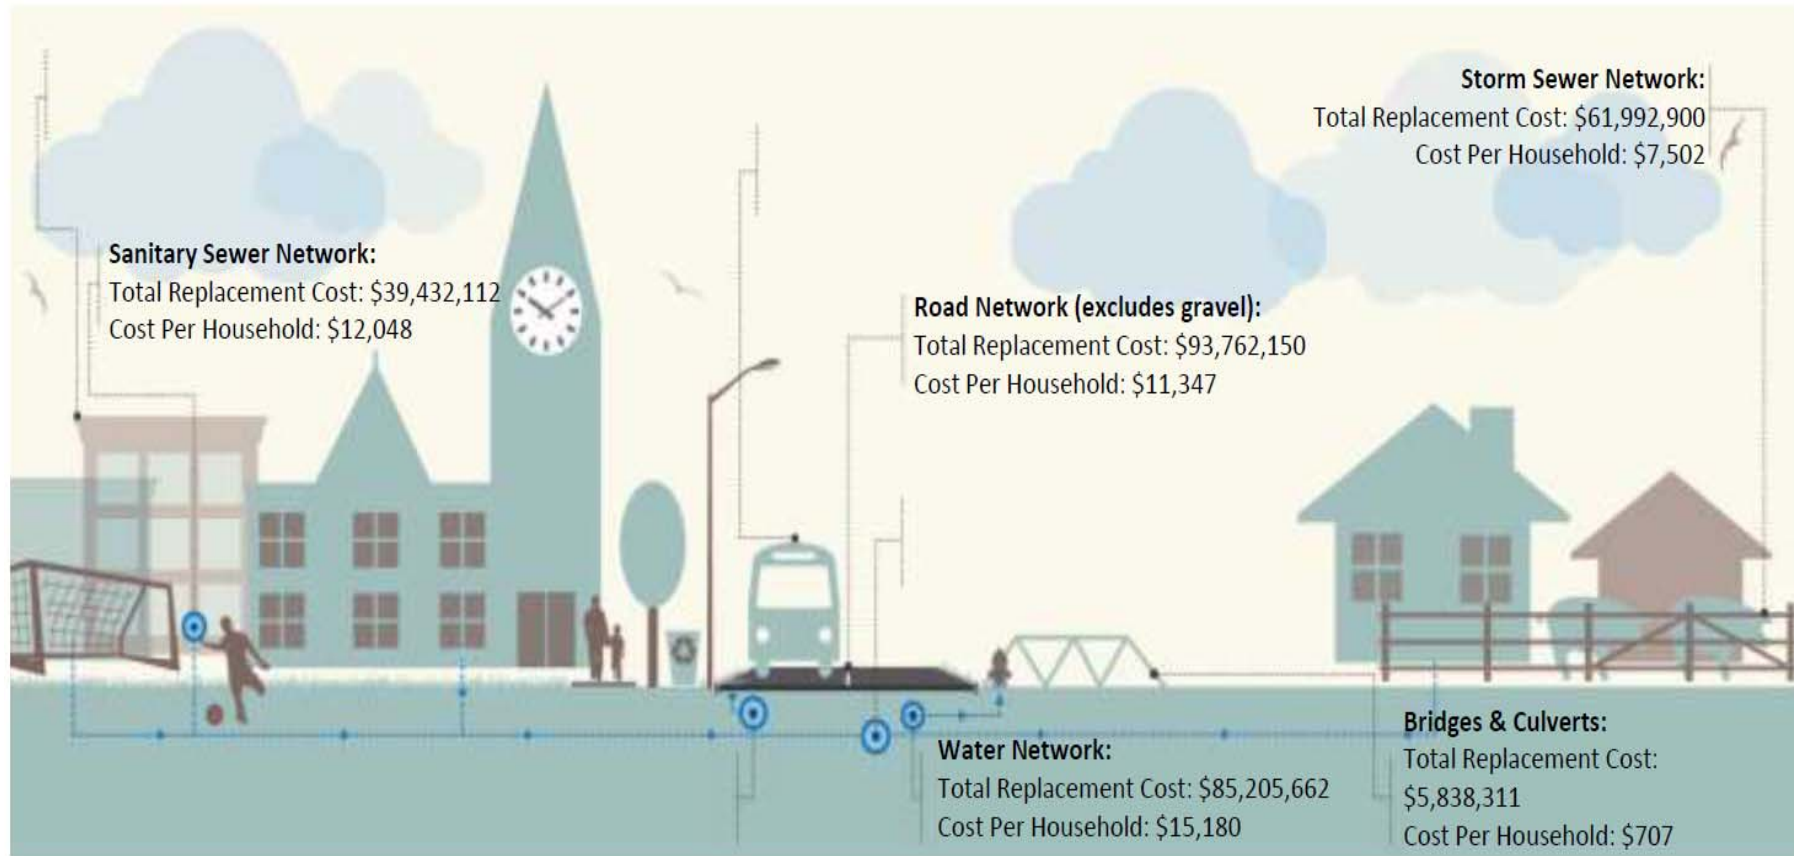 Storm Sewer Network:
Total Replacement Cost: $61,992,900
Cost Per Household: $7,502
Sanitary Sewer Network:
Total Replacement Cost: $39,432,112
Cost Per Household: $12,048
Road Network (excludes gravel):
Total Replacement Cost: $93,762,150
Cost Per Household: $11,347
Water Network:
Total Replacement Cost: $85,205,662
Cost Per Household: $15,180
Bridges & Culverts:
Total Replacement Cost:
$5,838,311
Cost Per Household: $707